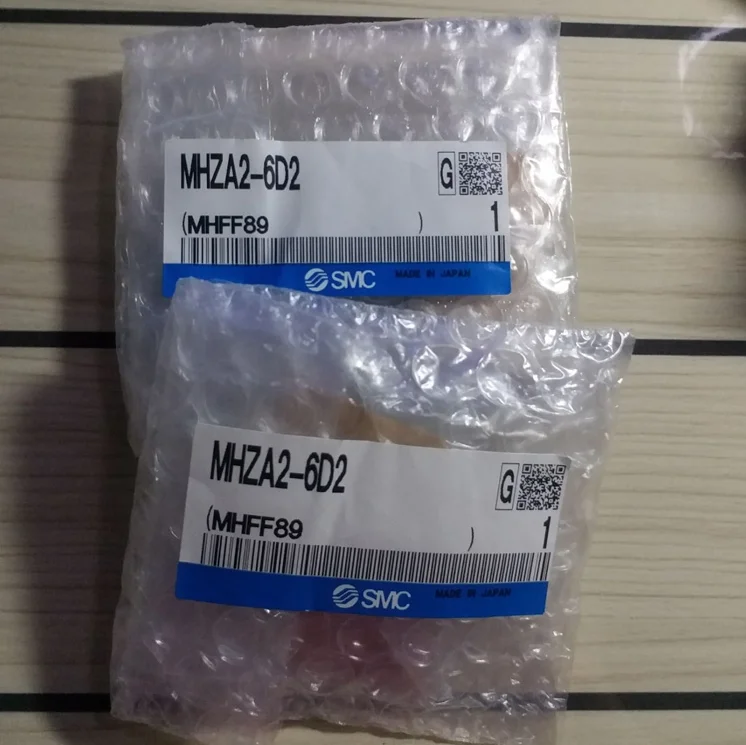 MHZA2-6D2
G
(MHFF89 )
1
SMC MADE IN JAPAN
MHZA2-6D2
G
(MHFF89 )
1
SMC MADE IN JAPAN